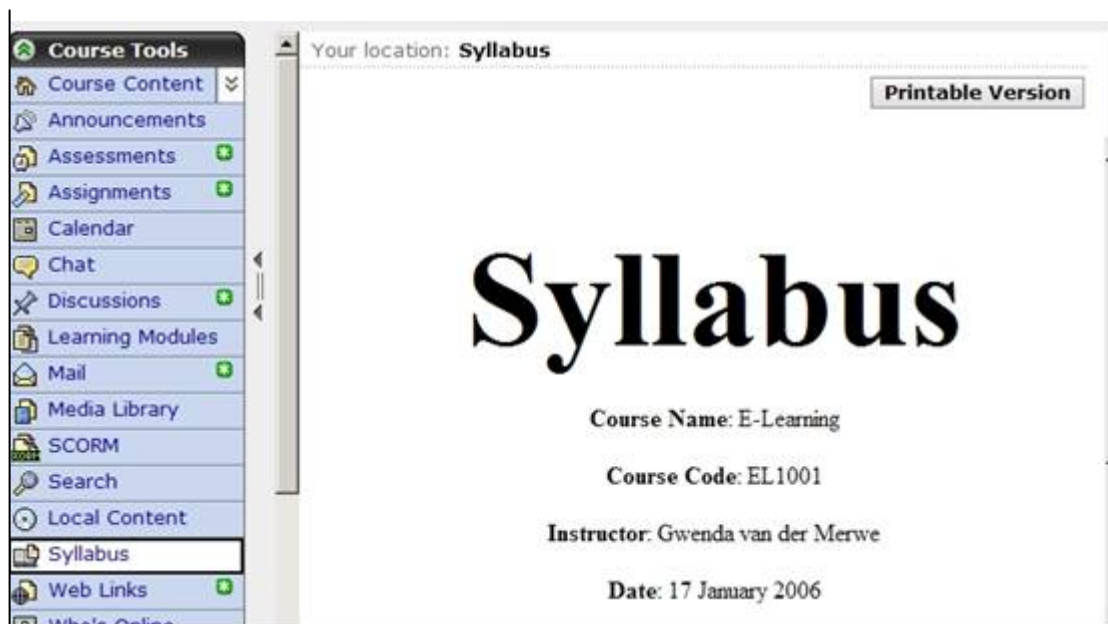 Course Tools
Course Content
Announcements
Assessments
Assignments
Calendar
Chat
Discussions
Learning Modules
Mail
Media Library
SCORM
Search
Local Content
Syllabus
Web Links
Who's Online
Your location: Syllabus
Printable Version
Syllabus
Course Name: E-Learning
Course Code: EL1001
Instructor: Gwenda van der Merwe
Date: 17 January 2006